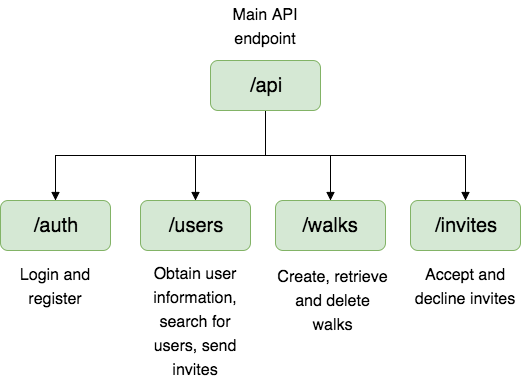 Main API
endpoint
/api
/auth
/users
/walks
/invites
Login and
register
Obtain user
information,
search for
users, send
invites
Create, retrieve
and delete
walks
Accept and
decline invites